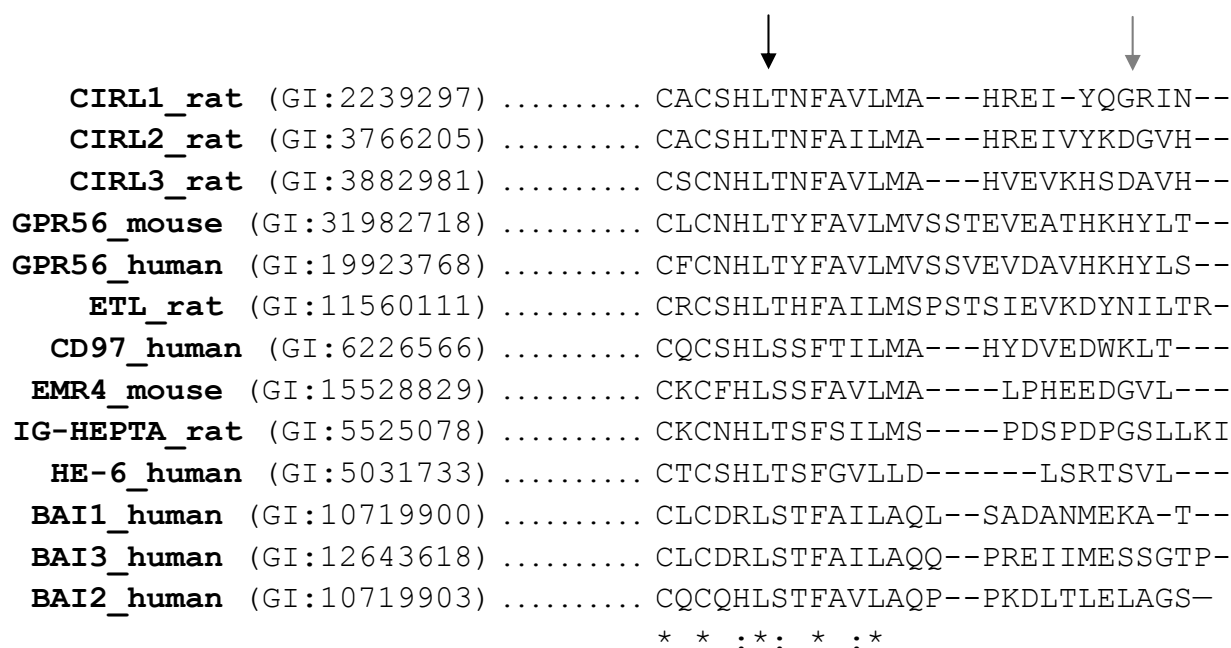 CIRL1_rat (GI:2239297) .......... CACSHLTNFAVLMA---HREI-YQGRIN--
CIRL2_rat (GI:3766205) .......... CACSHLTNFAILMA---HREIVYKDGVH--
CIRL3_rat (GI:3882981) .......... CSCNHLTNFAVLMA---HVEVKHSDAVH--
GPR56_mouse (GI:31982718) .......... CLCNHLTYFAVLMVSSTEVEATHKHYLT--
GPR56_human (GI:19923768) .......... CFCNHLTYFAVLMVSSVEVDAVHKHYLS--
ETL_rat (GI:11560111) .......... CRCSHLTHFAILMSPSTSIEVKDYNILTR-
CD97_human (GI:6226566) .......... CQCSHLSSFTILMA---HYDVEDWKLT---
EMR4_mouse (GI:15528829) .......... CKCFHLSSFAVLMA----LPHEEDGVL---
IG-HEPTA_rat (GI:5525078) .......... CKCNHLTSFSILMS----PDSPDPGSLLKI
HE-6_human (GI:5031733) .......... CTCSHLTSFGVLLD------LSRTSVL---
BAI1_human (GI:10719900) .......... CLCDRLSTFAILAQL--SADANMEKA-T--
BAI3_human (GI:12643618) .......... CLCDRLSTFAILAQQ--PREIIMESSGTP-
BAI2_human (GI:10719903) .......... CQCQHLSTFAVLAQP--PKDLTLELAGS—
* * :*: * :*